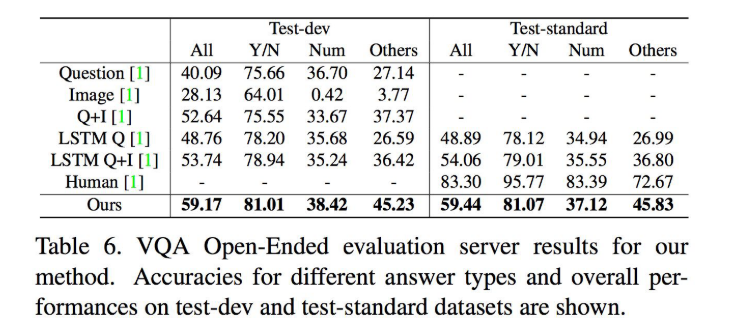 Test-dev Test-standard
All Y/N Num Others All Y/N Num Others
Question [1] 40.09 75.66 36.70 27.14 - - - -
Image [1] 28.13 64.01 0.42 3.77 - - - -
Q+I [1] 52.64 75.55 33.67 37.37 - - - -
LSTM Q [1] 48.76 78.20 35.68 26.59 48.89 78.12 34.94 26.99
LSTM Q+I [1] 53.74 78.94 35.24 36.42 54.06 79.01 35.55 36.80
Human [1] - - - - 83.30 95.77 83.39 72.67
Ours 59.17 81.01 38.42 45.23 59.44 81.07 37.12 45.83
Table 6. VQA Open-Ended evaluation server results for our
method. Accuracies for different answer types and overall per-
formances on test-dev and test-standard datasets are shown.